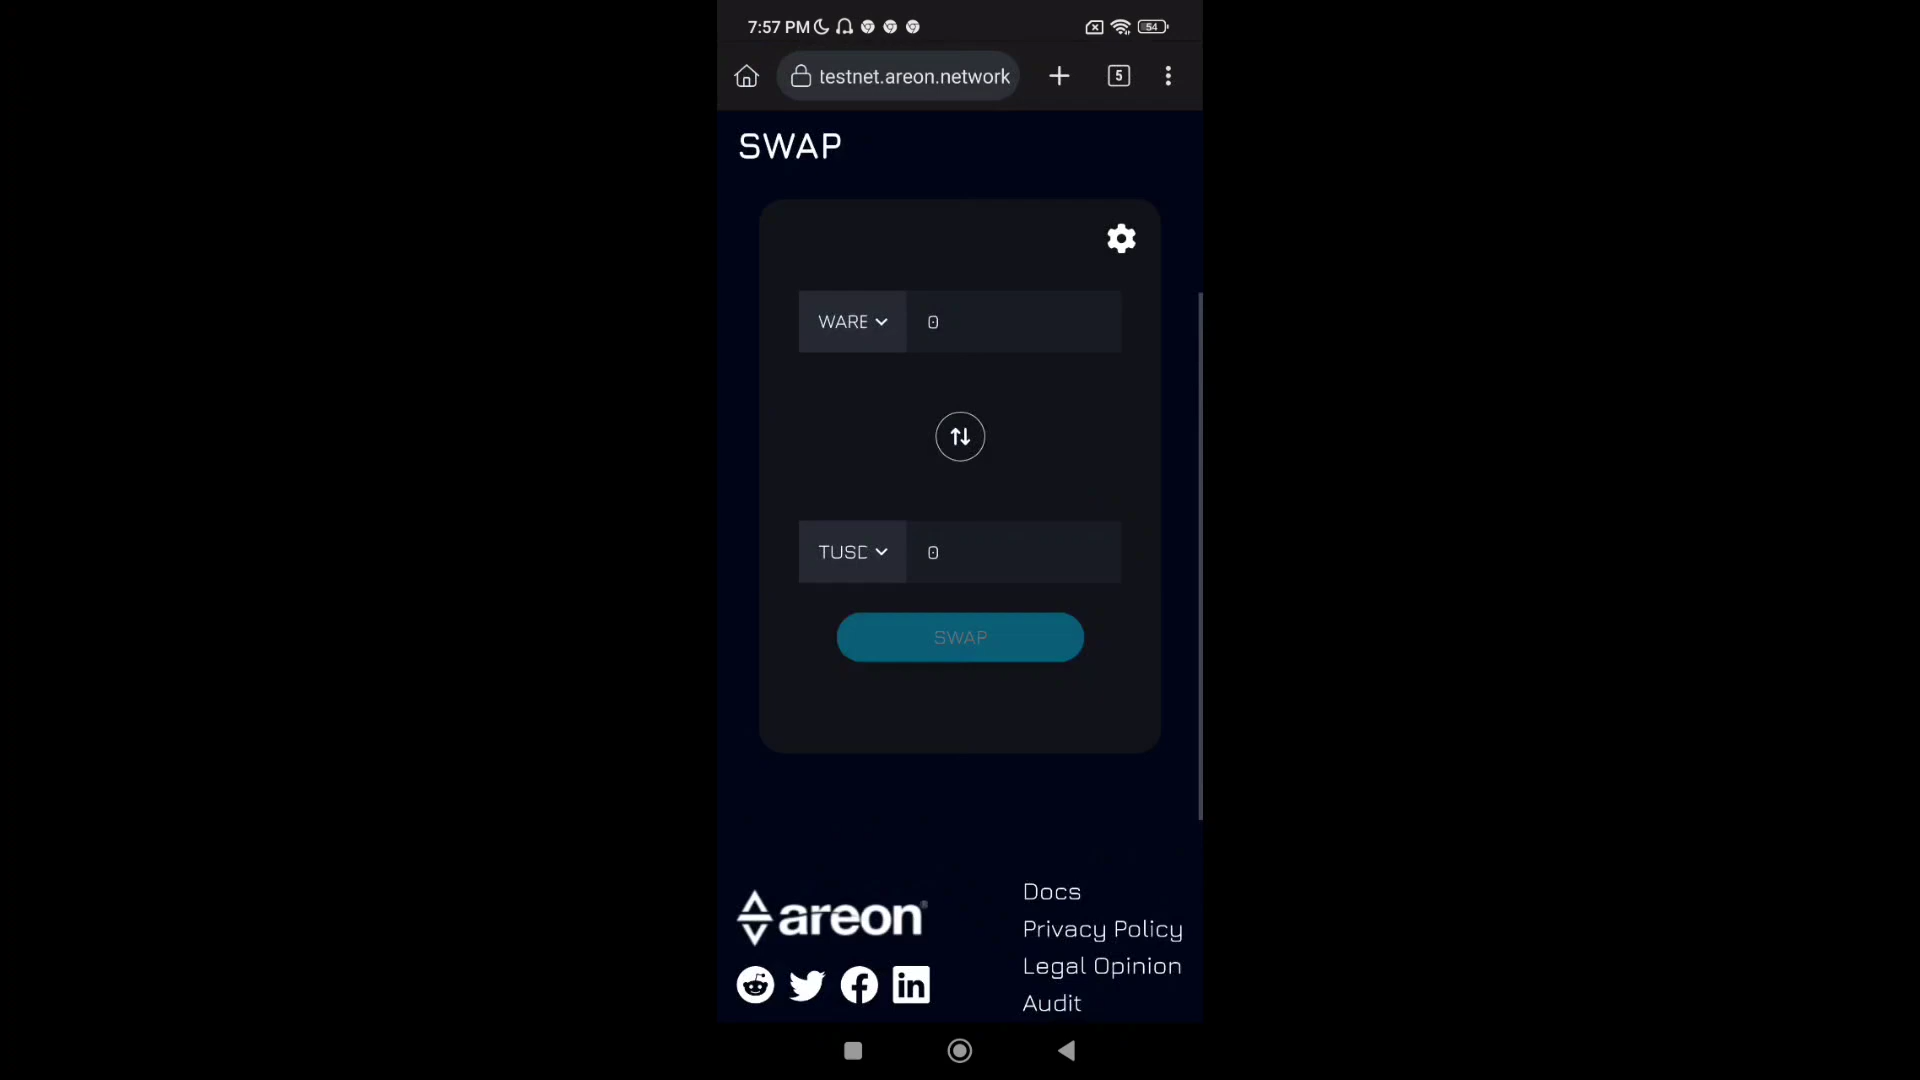 7:57 PM
54
testnet.areon.network
5
SWAP
WARE
0
TUSD
0
SWAP
areon
Docs
Privacy Policy
Legal Opinion
Audit